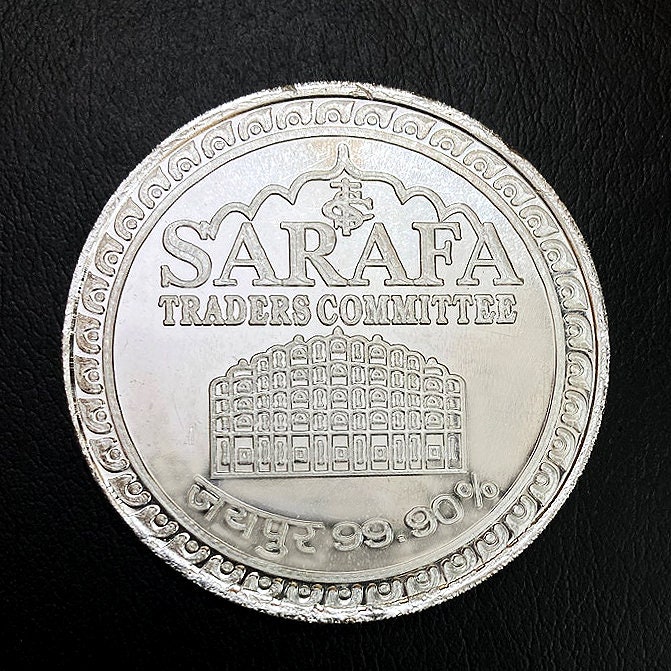 SARAFA
TRADERS COMMITTEE
जयपुर 99.90%